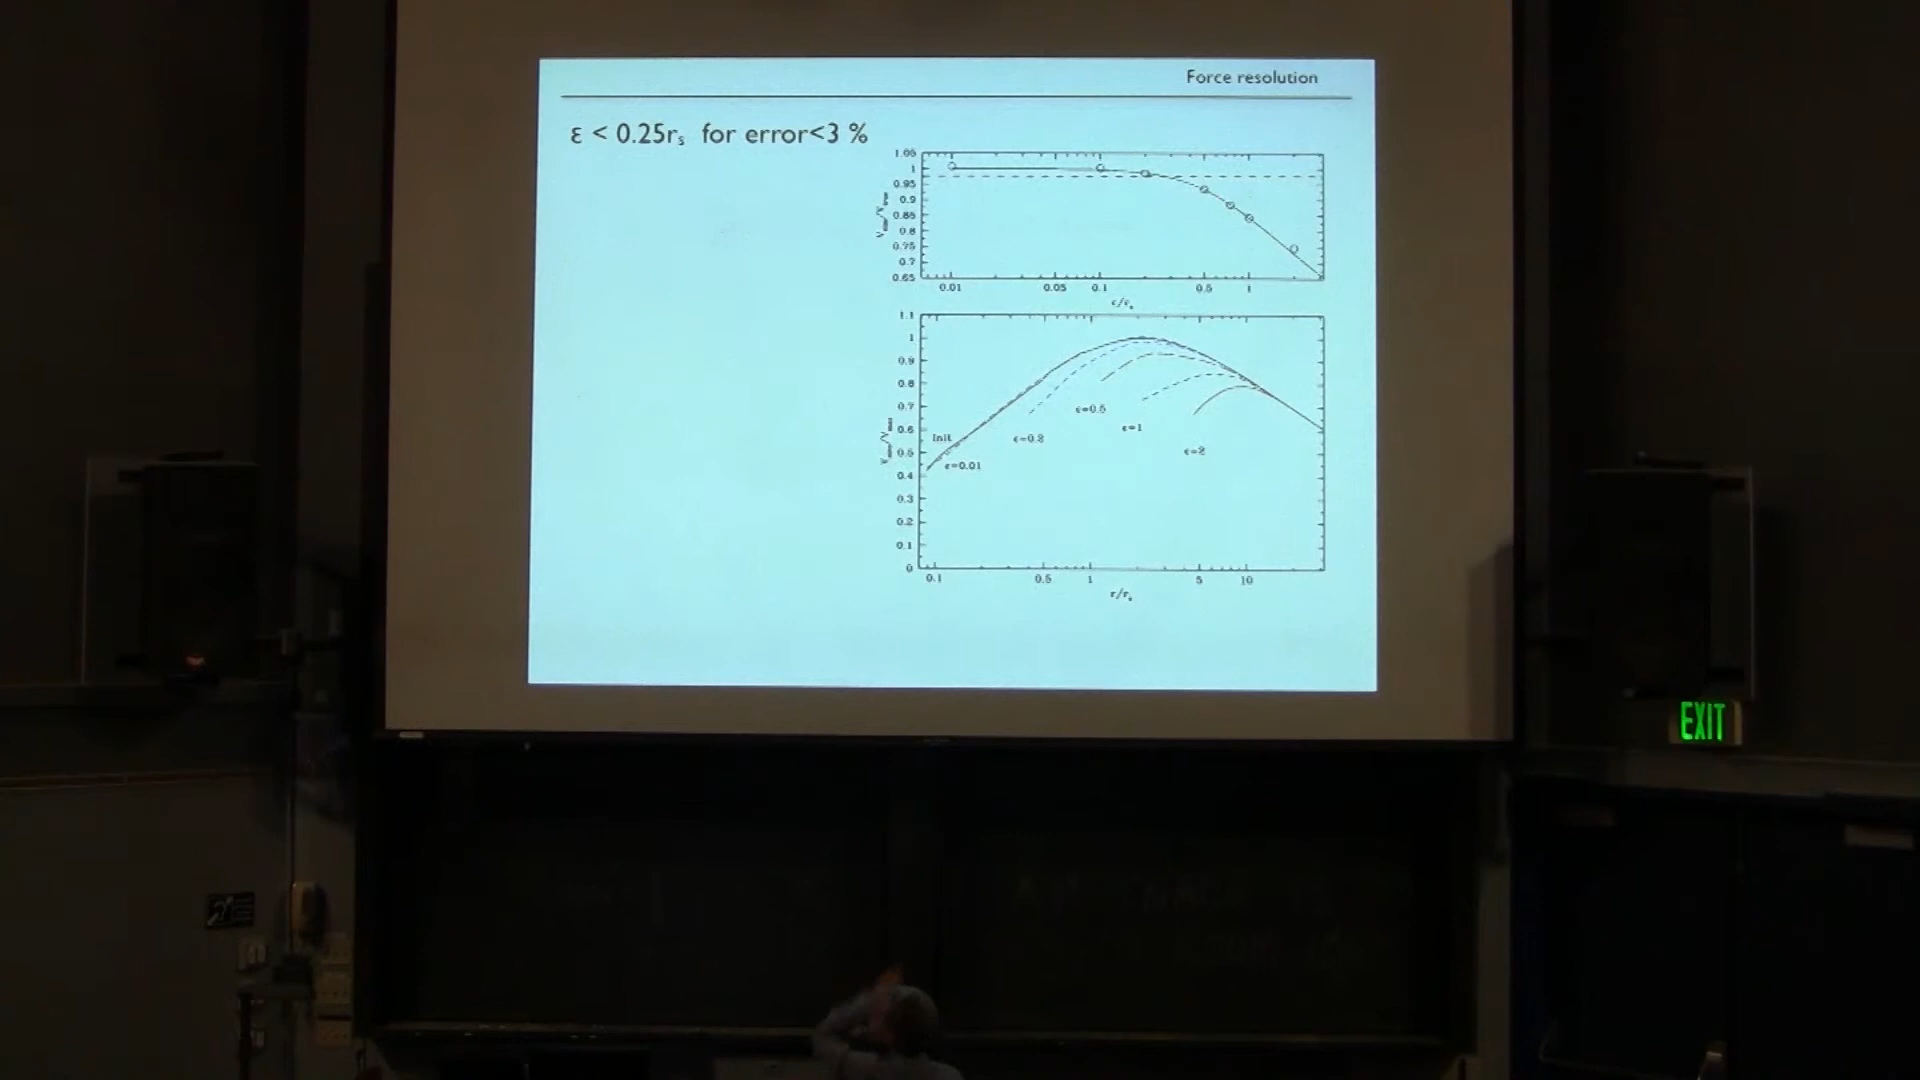 Force resolution
ε < 0.25rₛ for error<3 %
1.05
1
0.95
0.9
0.85
0.8
0.75
0.7
0.65
0.01 0.05 0.1 0.5 1
ϵ/rₛ
1.1
1
0.9
0.8
0.7
0.6
0.5
0.4
0.3
0.2
0.1
0
Init
ϵ=0.01
ϵ=0.2
ϵ=0.5
ϵ=1
ϵ=2
0.1 0.5 1 5 10
r/rₛ
EXIT